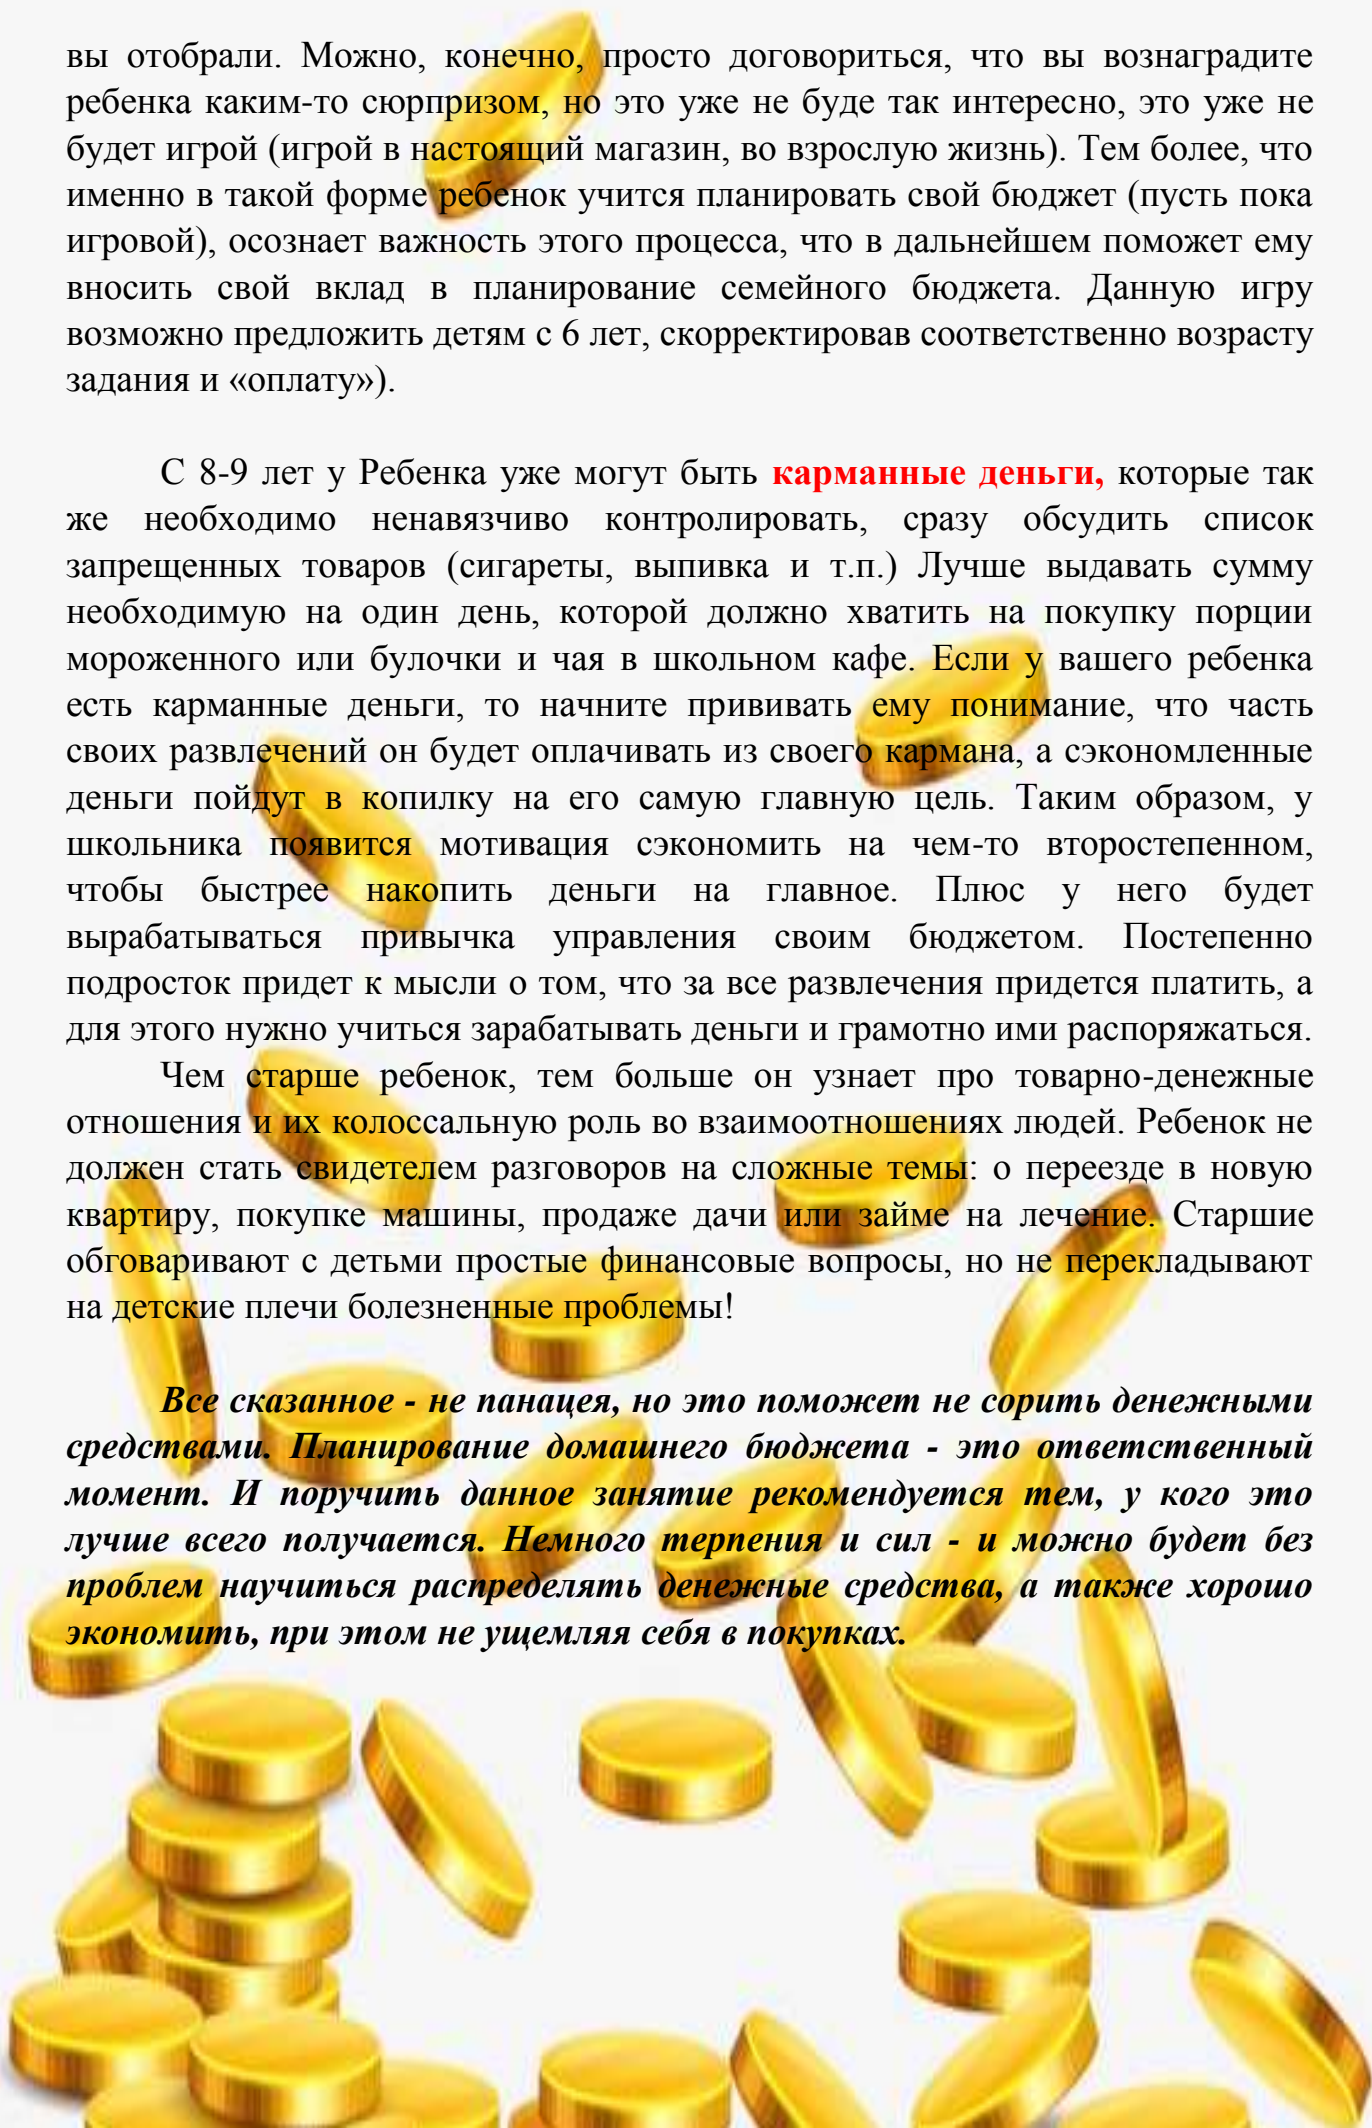 вы отобрали. Можно, конечно, просто договориться, что вы вознаградите
ребенка каким-то сюрпризом, но это уже не буде так интересно, это уже не
будет игрой (игрой в настоящий магазин, во взрослую жизнь). Тем более, что
именно в такой форме ребенок учится планировать свой бюджет (пусть пока
игровой), осознает важность этого процесса, что в дальнейшем поможет ему
вносить свой вклад в планирование семейного бюджета. Данную игру
возможно предложить детям с 6 лет, скорректировав соответственно возрасту
задания и «оплату»).
С 8-9 лет у Ребенка уже могут быть карманные деньги, которые так
же необходимо ненавязчиво контролировать, сразу обсудить список
запрещенных товаров (сигареты, выпивка и т.п.) Лучше выдавать сумму
необходимую на один день, которой должно хватить на покупку порции
мороженного или булочки и чая в школьном кафе. Если у вашего ребенка
есть карманные деньги, то начните прививать ему понимание, что часть
своих развлечений он будет оплачивать из своего кармана, а сэкономленные
деньги пойдут в копилку на его самую главную цель. Таким образом, у
школьника появится мотивация сэкономить на чем-то второстепенном,
чтобы быстрее накопить деньги на главное. Плюс у него будет
вырабатываться привычка управления своим бюджетом. Постепенно
подросток придет к мысли о том, что за все развлечения придется платить, а
для этого нужно учиться зарабатывать деньги и грамотно ими распоряжаться.
Чем старше ребенок, тем больше он узнает про товарно-денежные
отношения и их колоссальную роль во взаимоотношениях людей. Ребенок не
должен стать свидетелем разговоров на сложные темы: о переезде в новую
квартиру, покупке машины, продаже дачи или займе на лечение. Старшие
обговаривают с детьми простые финансовые вопросы, но не перекладывают
на детские плечи болезненные проблемы!
Все сказанное - не панацея, но это поможет не сорить денежными
средствами. Планирование домашнего бюджета - это ответственный
момент. И поручить данное занятие рекомендуется тем, у кого это
лучше всего получается. Немного терпения и сил - и можно будет без
проблем научиться распределять денежные средства, а также хорошо
экономить, при этом не ущемляя себя в покупках.